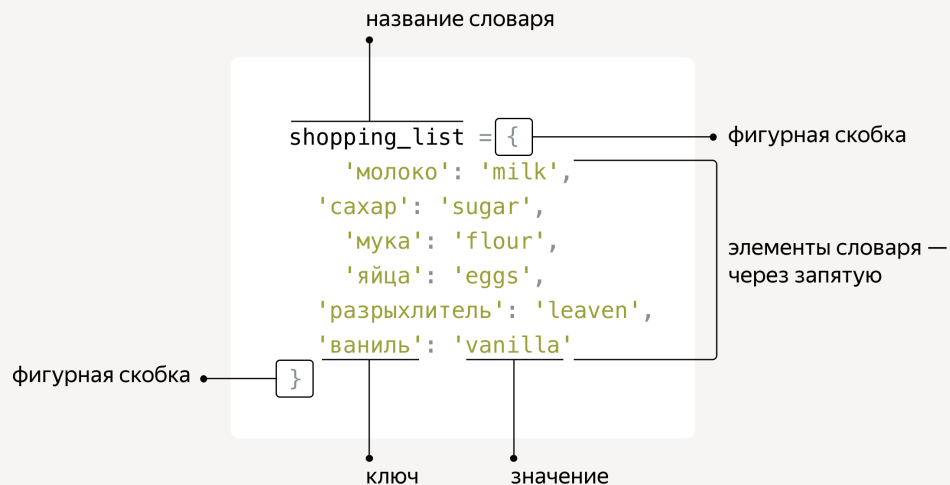 название словаря
shopping_list = {
фигурная скобка
'молоко': 'milk',
'сахар': 'sugar',
'мука': 'flour',
'яйца': 'eggs',
элементы словаря —
через запятую
'разрыхлитель': 'leaven',
'ваниль': 'vanilla'
фигурная скобка
}
ключ
значение